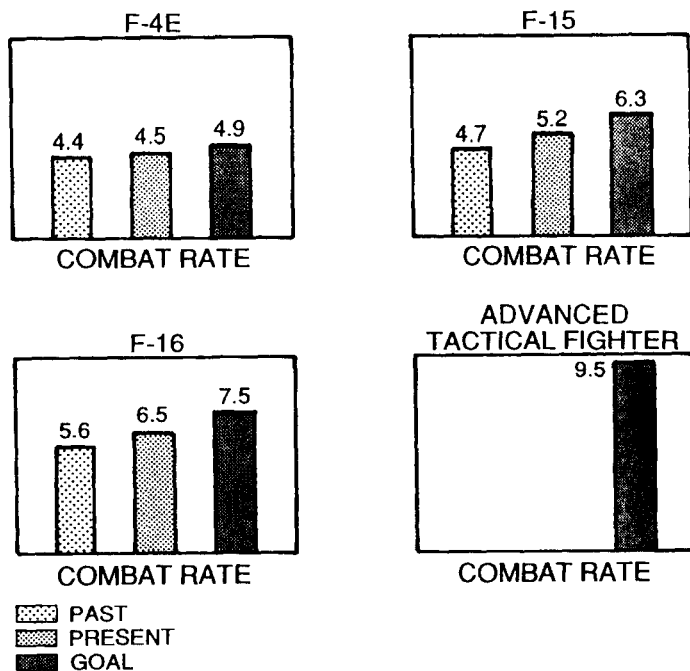 F-4E
4.4
4.5
4.9
COMBAT RATE
F-15
4.7
5.2
6.3
COMBAT RATE
F-16
5.6
6.5
7.5
COMBAT RATE
ADVANCED
TACTICAL FIGHTER
9.5
COMBAT RATE
PAST
PRESENT
GOAL